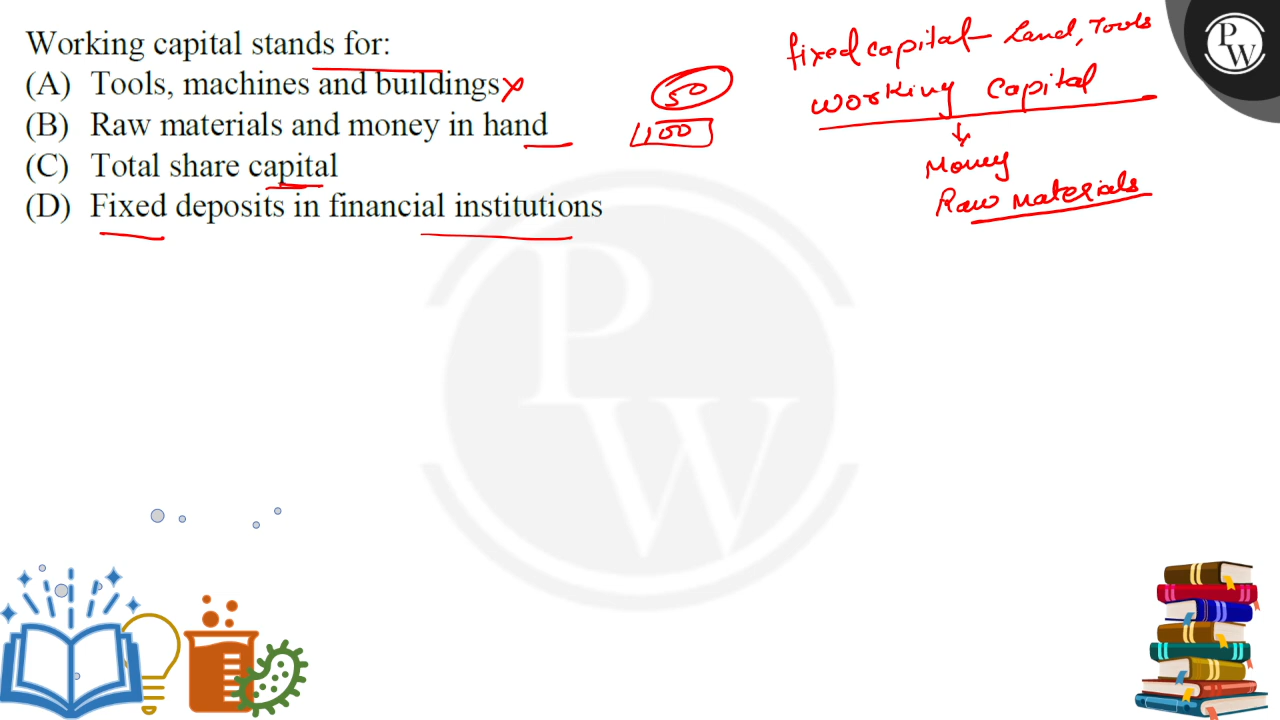 Working capital stands for:
(A) Tools, machines and buildings x
(B) Raw materials and money in hand
(C) Total share capital
(D) Fixed deposits in financial institutions
50
100
fixed capital - Land, Tools
working capital
Money
Raw materials
PW
PW